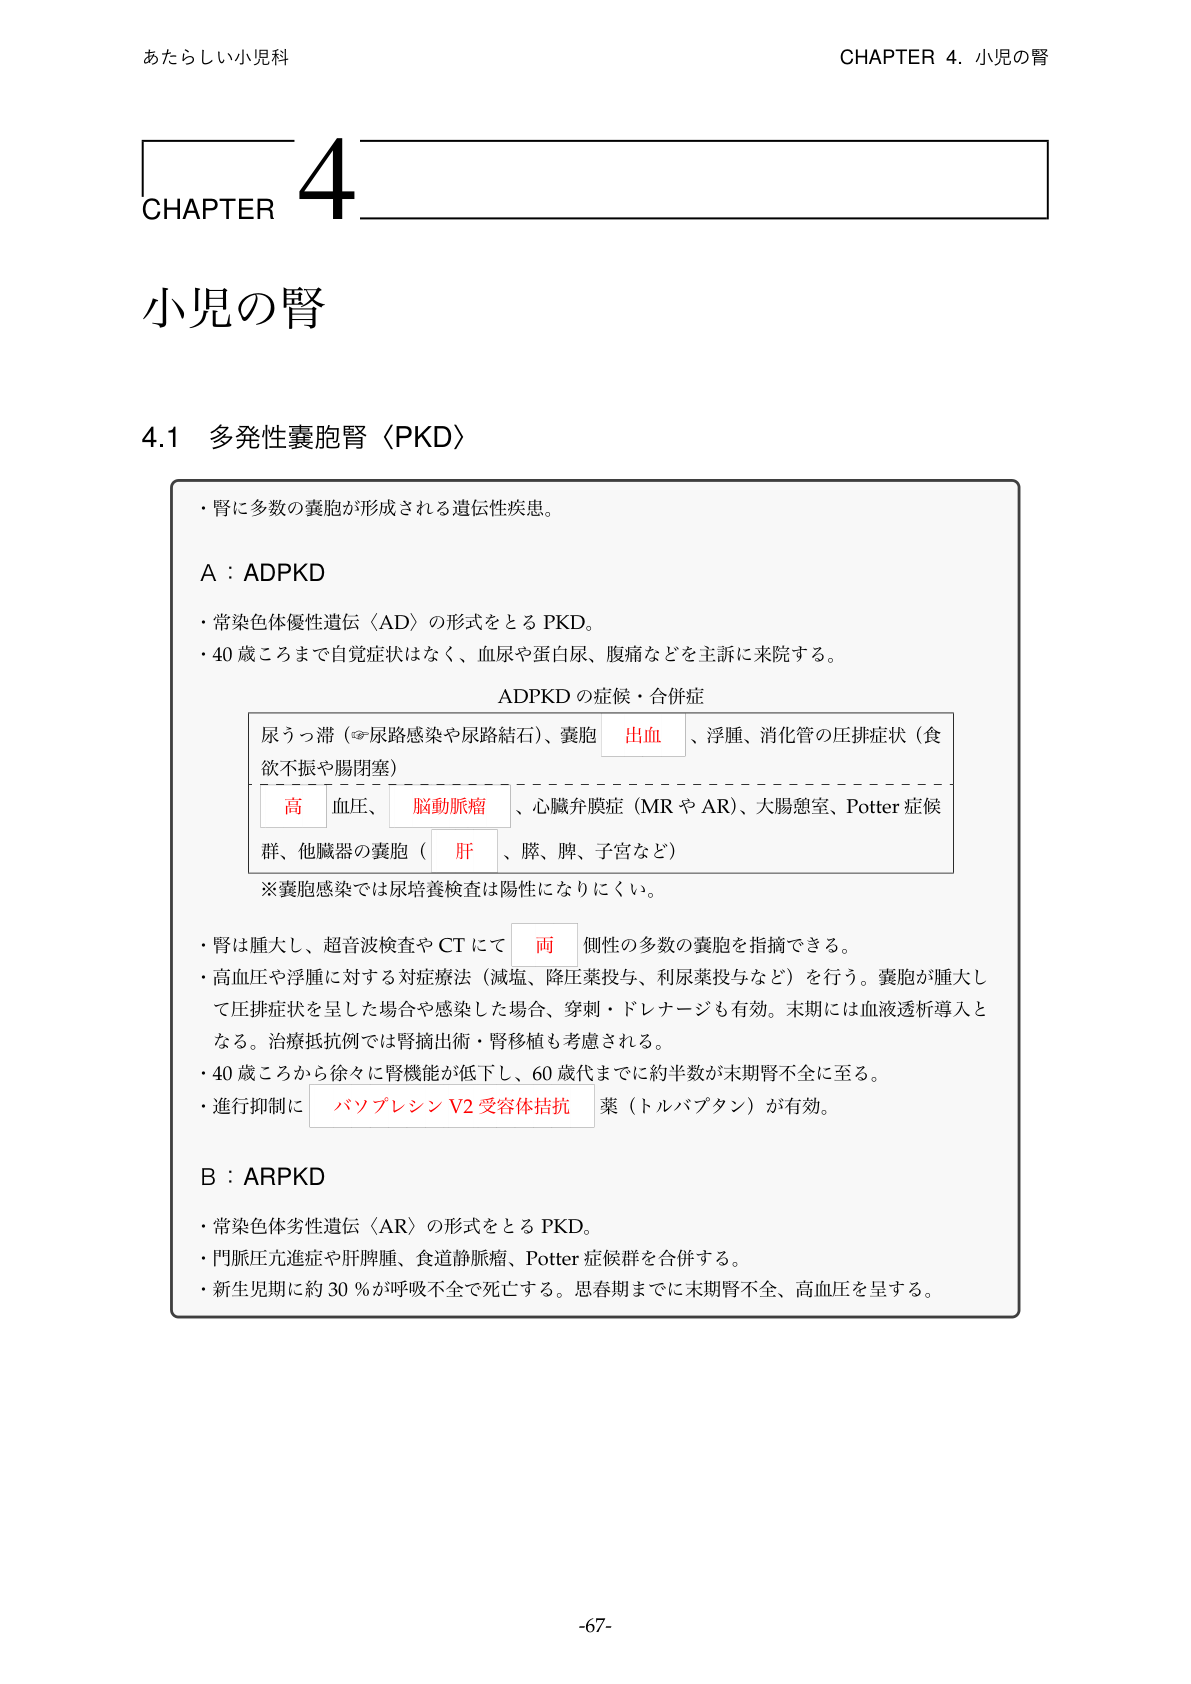 あたらしい小児科 CHAPTER 4. 小児の腎
CHAPTER 4
小児の腎
4.1 多発性嚢胞腎〈PKD〉
・腎に多数の嚢胞が形成される遺伝性疾患。
A：ADPKD
・常染色体優性遺伝〈AD〉の形式をとる PKD。
・40 歳ころまで自覚症状はなく、血尿や蛋白尿、腹痛などを主訴に来院する。
ADPKD の症候・合併症
尿うっ滞（☞尿路感染や尿路結石）、嚢胞 出血 、浮腫、消化管の圧排症状（食
欲不振や腸閉塞）
高 血圧、 脳動脈瘤 、心臓弁膜症（MR や AR）、大腸憩室、Potter 症候
群、他臓器の嚢胞（ 肝 、膵、脾、子宮など）
※嚢胞感染では尿培養検査は陽性になりにくい。
・腎は腫大し、超音波検査や CT にて 両 側性の多数の嚢胞を指摘できる。
・高血圧や浮腫に対する対症療法（減塩、降圧薬投与、利尿薬投与など）を行う。嚢胞が腫大し
て圧排症状を呈した場合や感染した場合、穿刺・ドレナージも有効。末期には血液透析導入と
なる。治療抵抗例では腎摘出術・腎移植も考慮される。
・40 歳ころから徐々に腎機能が低下し、60 歳代までに約半数が末期腎不全に至る。
・進行抑制に バソプレシン V2 受容体拮抗 薬（トルバプタン）が有効。
B：ARPKD
・常染色体劣性遺伝〈AR〉の形式をとる PKD。
・門脈圧亢進症や肝脾腫、食道静脈瘤、Potter 症候群を合併する。
・新生児期に約 30 %が呼吸不全で死亡する。思春期までに末期腎不全、高血圧を呈する。
-67-